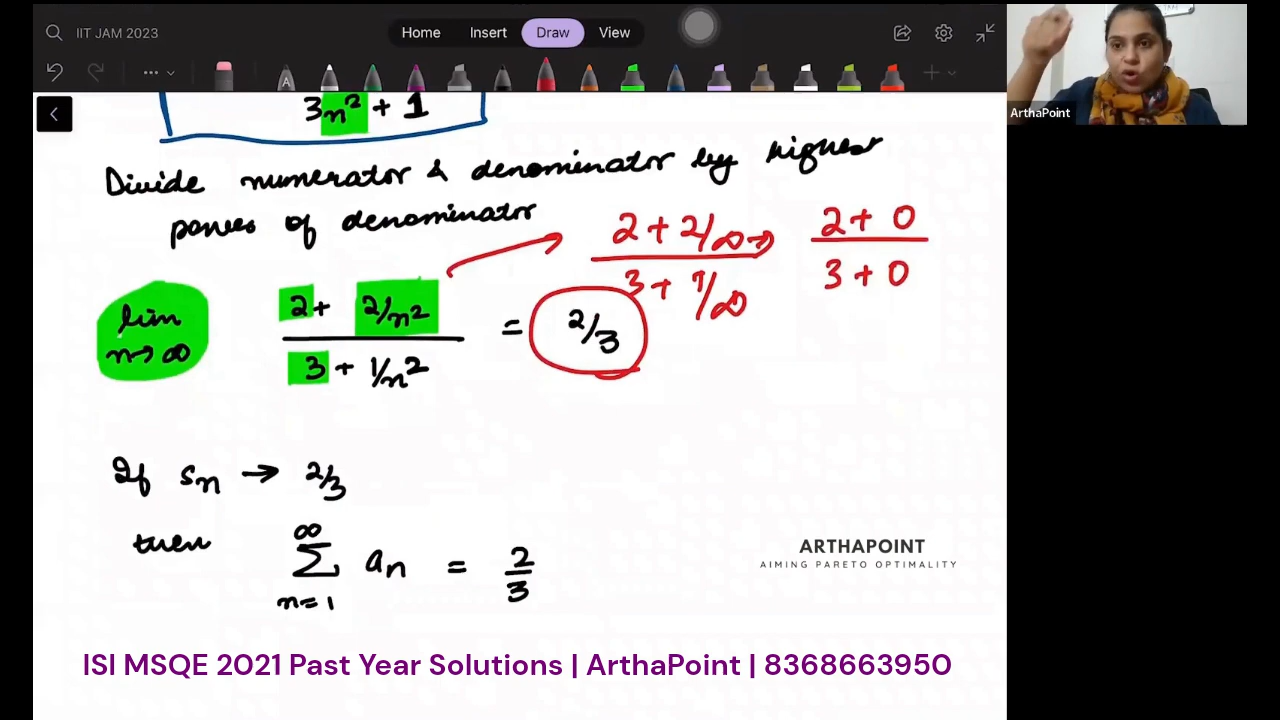 IIT JAM 2023
Home Insert Draw View
ArthaPoint
3n² + 1
Divide numerator & denominator by highest
powers of denominator
2 + 2/∞ → 2 + 0
3 + 1/∞ 3 + 0
lim n→∞
2 + 2/n²
3 + 1/n²
= 2/3
If Sn → 2/3
then ∞ Σ n=1 an = 2/3
ARTHAPOINT
AIMING PARETO OPTIMALITY
ISI MSQE 2021 Past Year Solutions | ArthaPoint | 8368663950